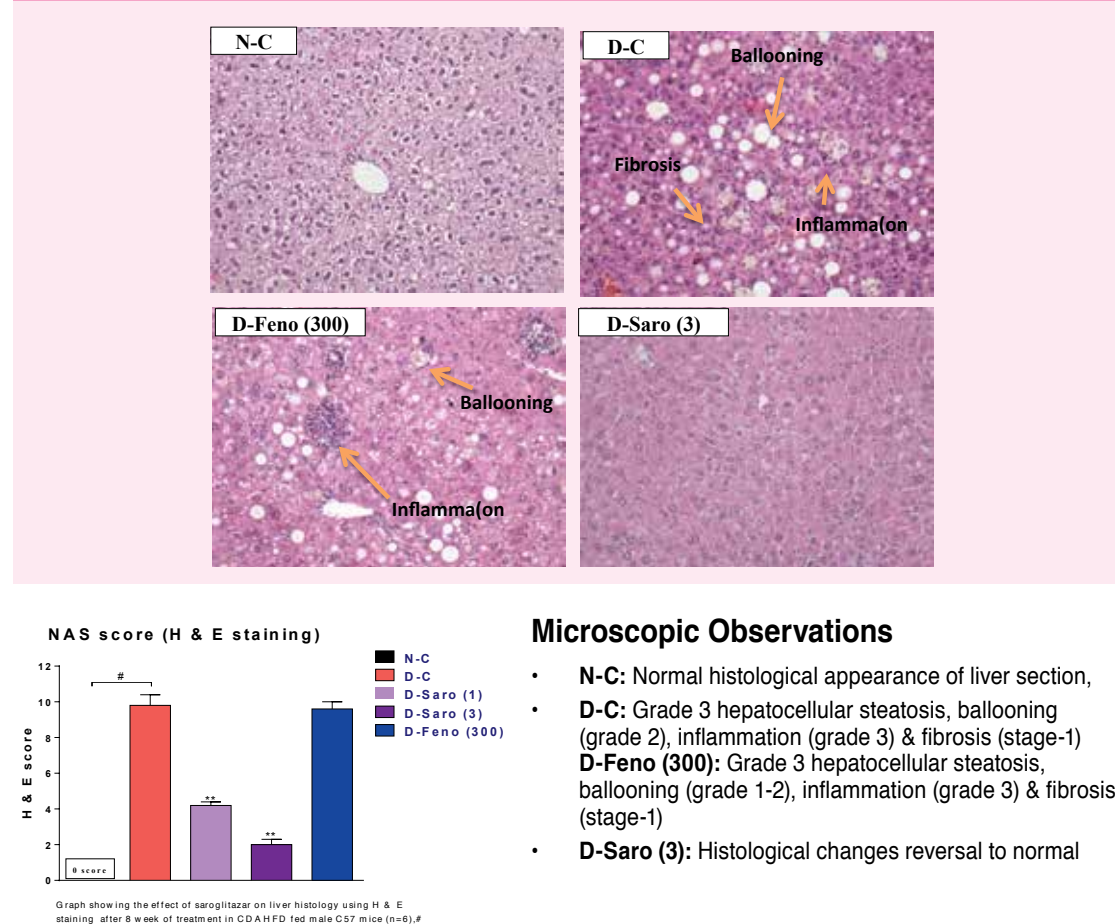 N-C
D-C
Ballooning
Fibrosis
Inflamma(on
D-Feno (300)
Ballooning
Inflamma(on
D-Saro (3)
NAS score (H & E staining)
12
10
8
6
4
2
0
H & E score
#
**
**
0 score
N-C
D-C
D-Saro (1)
D-Saro (3)
D-Feno (300)
Graph showing the effect of saroglitazar on liver histology using H & E
staining after 8 week of treatment in CDAHFD fed male C57 mice (n=6),#
Microscopic Observations
• N-C: Normal histological appearance of liver section,
• D-C: Grade 3 hepatocellular steatosis, ballooning
(grade 2), inflammation (grade 3) & fibrosis (stage-1)
D-Feno (300): Grade 3 hepatocellular steatosis,
ballooning (grade 1-2), inflammation (grade 3) & fibrosis
(stage-1)
• D-Saro (3): Histological changes reversal to normal